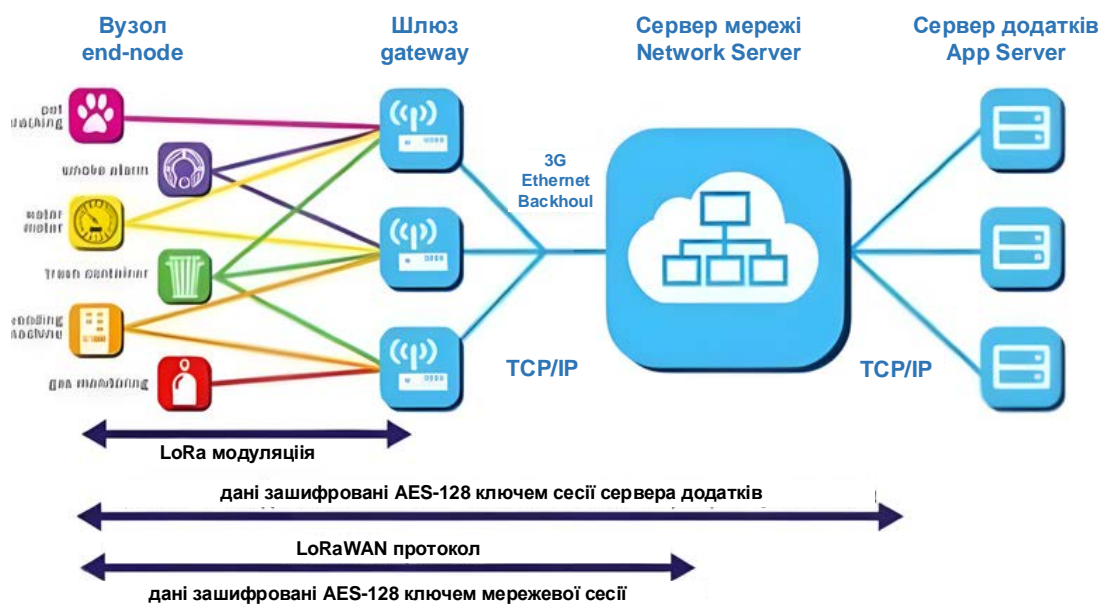 Вузол
end-node
Шлюз
gateway
Сервер мережі
Network Server
Сервер додатків
App Server
3G
Ethernet
Backhoul
TCP/IP
TCP/IP
LoRa модуляціія
дані зашифровані AES-128 ключем сесії сервера додатків
LoRaWAN протокол
дані зашифровані AES-128 ключем мережевої сесії